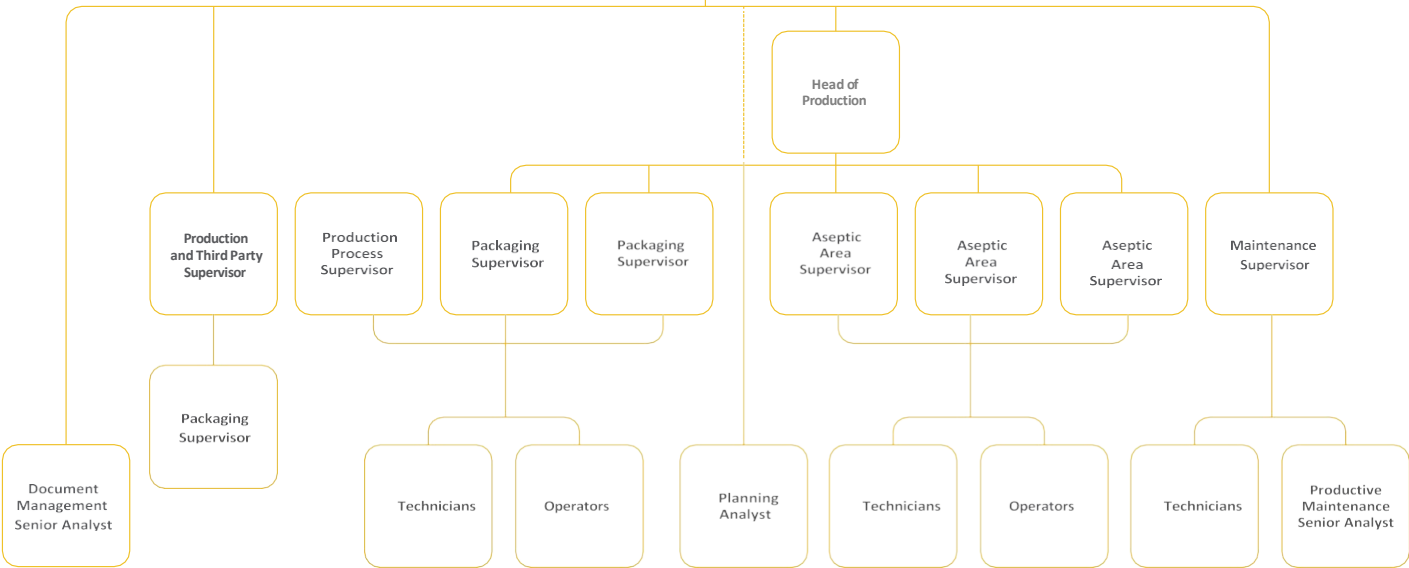 Head of
Production
Production
and Third Party
Supervisor
Production
Process
Supervisor
Packaging
Supervisor
Packaging
Supervisor
Aseptic
Area
Supervisor
Aseptic
Area
Supervisor
Aseptic
Area
Supervisor
Maintenance
Supervisor
Packaging
Supervisor
Document
Management
Senior Analyst
Technicians
Operators
Planning
Analyst
Technicians
Operators
Technicians
Productive
Maintenance
Senior Analyst